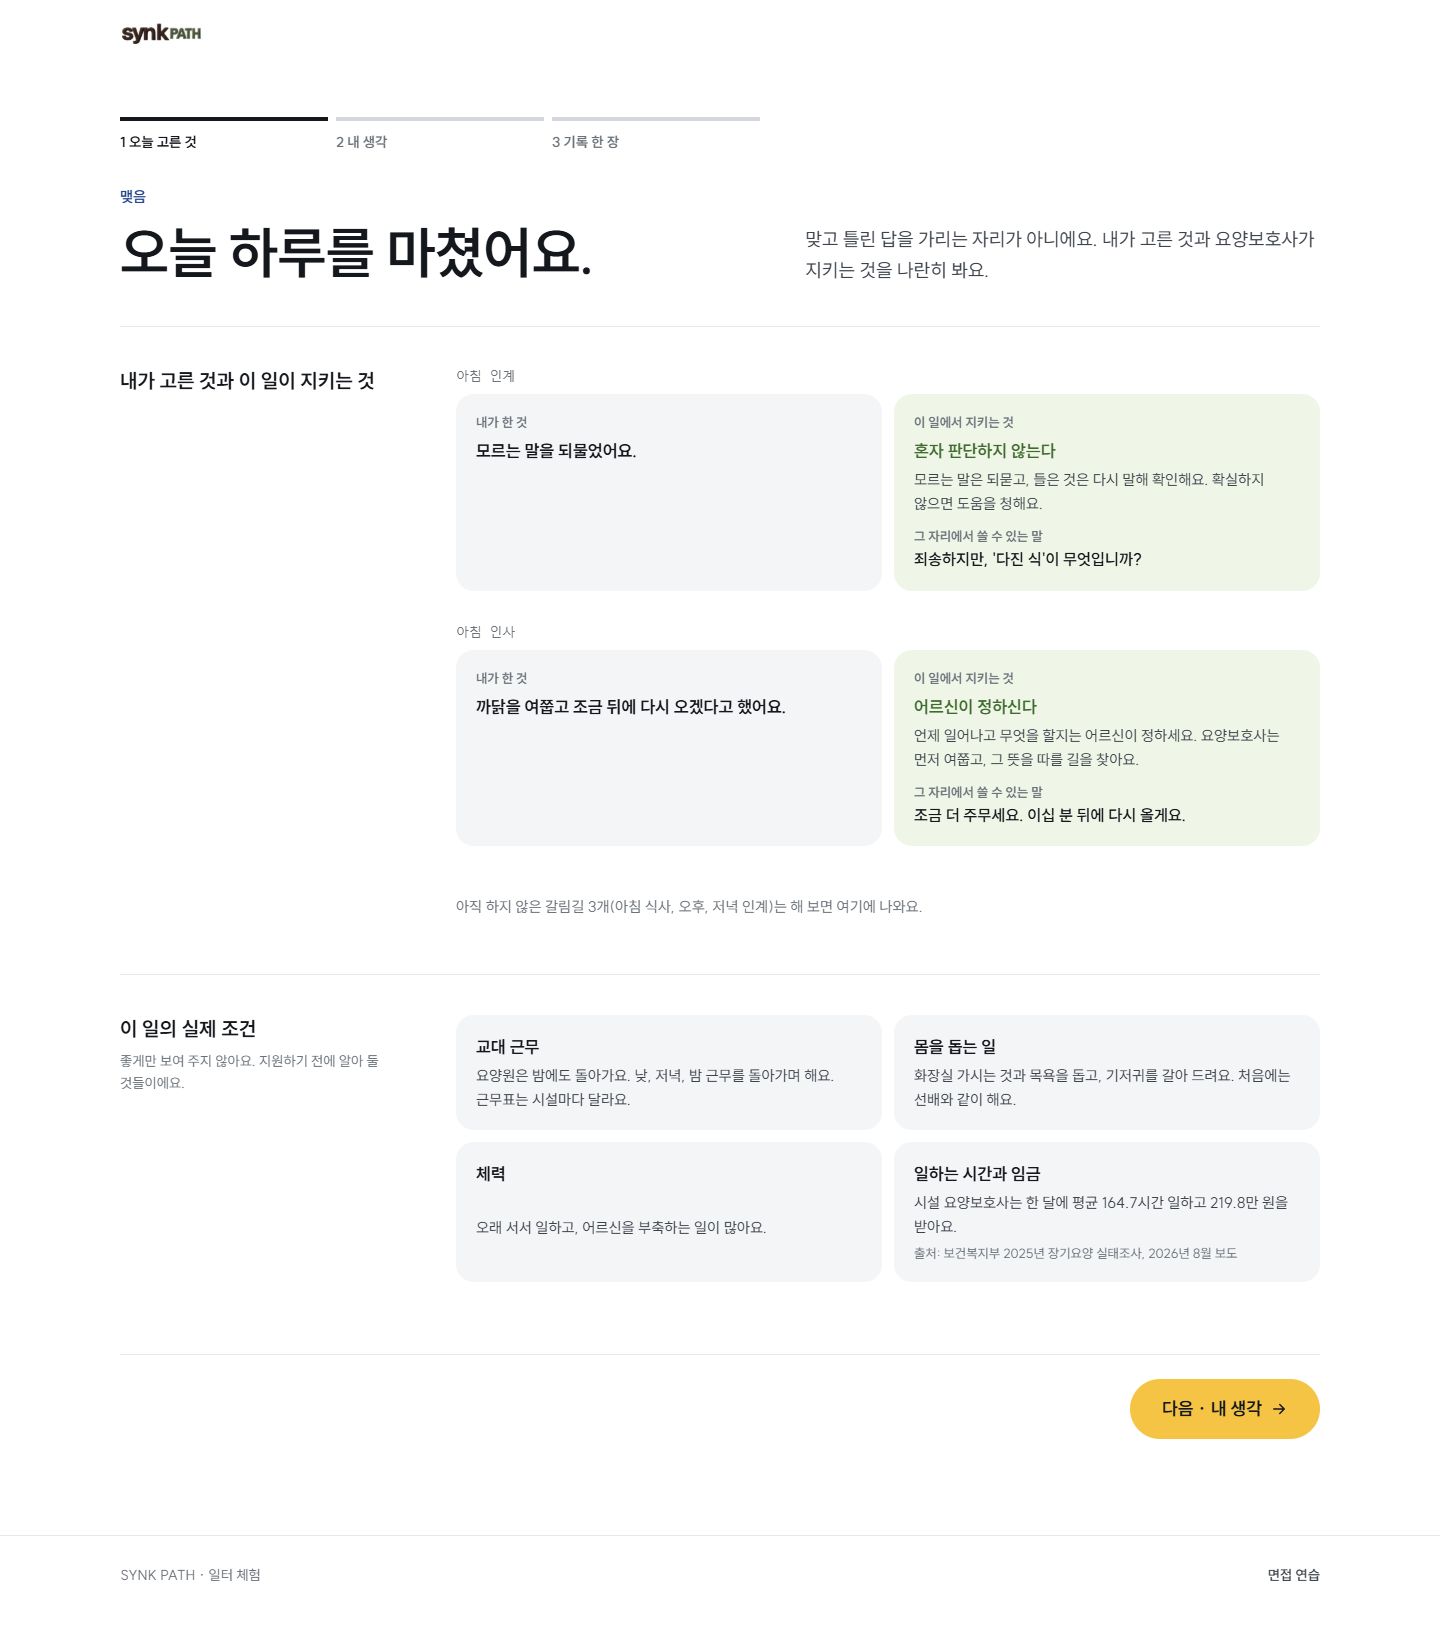 synk PATH
1 오늘 고른 것
2 내 생각
3 기록 한 장
맺음
오늘 하루를 마쳤어요.
맞고 틀린 답을 가리는 자리가 아니에요. 내가 고른 것과 요양보호사가
지키는 것을 나란히 봐요.
내가 고른 것과 이 일이 지키는 것
아침 인계
내가 한 것
모르는 말을 되물었어요.
이 일에서 지키는 것
혼자 판단하지 않는다
모르는 말은 되묻고, 들은 것은 다시 말해 확인해요. 확실하지
않으면 도움을 청해요.
그 자리에서 쓸 수 있는 말
죄송하지만, '다진 식'이 무엇입니까?
아침 인사
내가 한 것
까닭을 여쭙고 조금 뒤에 다시 오겠다고 했어요.
이 일에서 지키는 것
어르신이 정하신다
언제 일어나고 무엇을 할지는 어르신이 정하세요. 요양보호사는
먼저 여쭙고, 그 뜻을 따를 길을 찾아요.
그 자리에서 쓸 수 있는 말
조금 더 주무세요. 이십 분 뒤에 다시 올게요.
아직 하지 않은 갈림길 3개(아침 식사, 오후, 저녁 인계)는 해 보면 여기에 나와요.
이 일의 실제 조건
좋게만 보여 주지 않아요. 지원하기 전에 알아 둘
것들이에요.
교대 근무
요양원은 밤에도 돌아가요. 낮, 저녁, 밤 근무를 돌아가며 해요.
근무표는 시설마다 달라요.
몸을 돕는 일
화장실 가시는 것과 목욕을 돕고, 기저귀를 갈아 드려요. 처음에는
선배와 같이 해요.
체력
오래 서서 일하고, 어르신을 부축하는 일이 많아요.
일하는 시간과 임금
시설 요양보호사는 한 달에 평균 164.7시간 일하고 219.8만 원을
받아요.
출처: 보건복지부 2025년 장기요양 실태조사, 2026년 8월 보도
다음 · 내 생각 →
SYNK PATH · 일터 체험
면접 연습